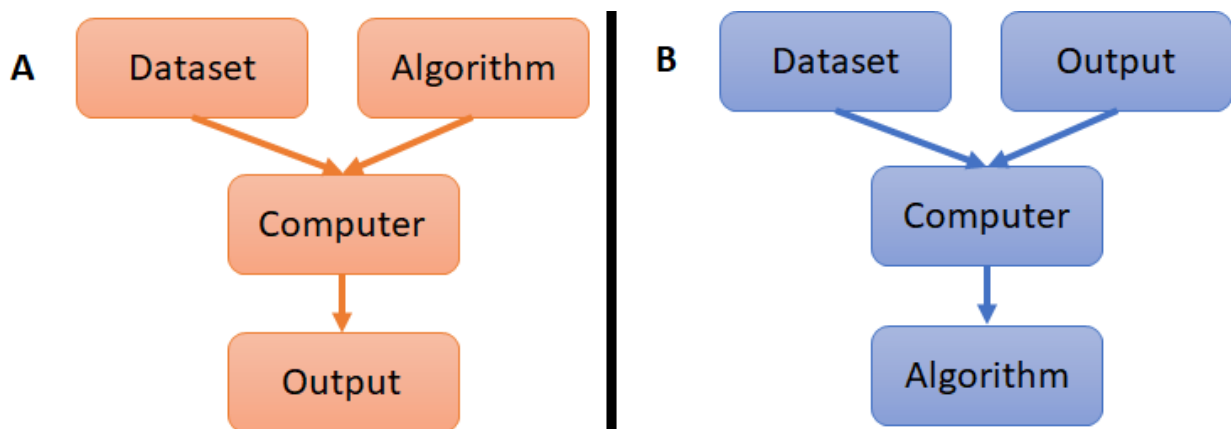 A
Dataset
Algorithm
Computer
Output
B
Dataset
Output
Computer
Algorithm